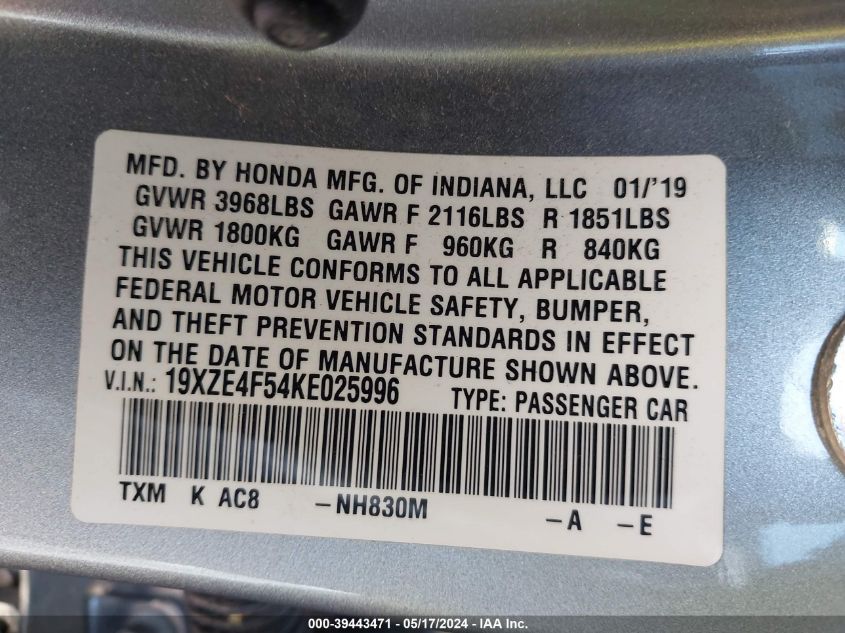 MFD. BY HONDA MFG. OF INDIANA, LLC 01/'19
GVWR 3968LBS GAWR F 2116LBS R 1851LBS
GVWR 1800KG GAWR F 960KG R 840KG
THIS VEHICLE CONFORMS TO ALL APPLICABLE
FEDERAL MOTOR VEHICLE SAFETY, BUMPER,
AND THEFT PREVENTION STANDARDS IN EFFECT
ON THE DATE OF MANUFACTURE SHOWN ABOVE.
V.I.N.: 19XZE4F54KE025996 TYPE: PASSENGER CAR
TXM K AC8 -NH830M -A -E
000-39443471 - 05/17/2024 - IAA Inc.